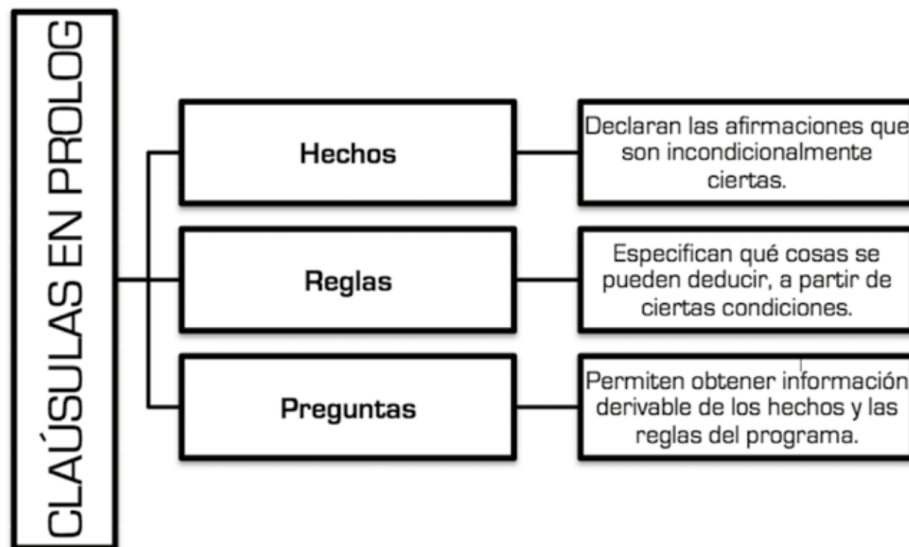 CLAÚSULAS EN PROLOG
Hechos
Declaran las afirmaciones que
son incondicionalmente
ciertas.
Reglas
Especifican qué cosas se
pueden deducir, a partir de
ciertas condiciones.
Preguntas
Permiten obtener información
derivable de los hechos y las
reglas del programa.